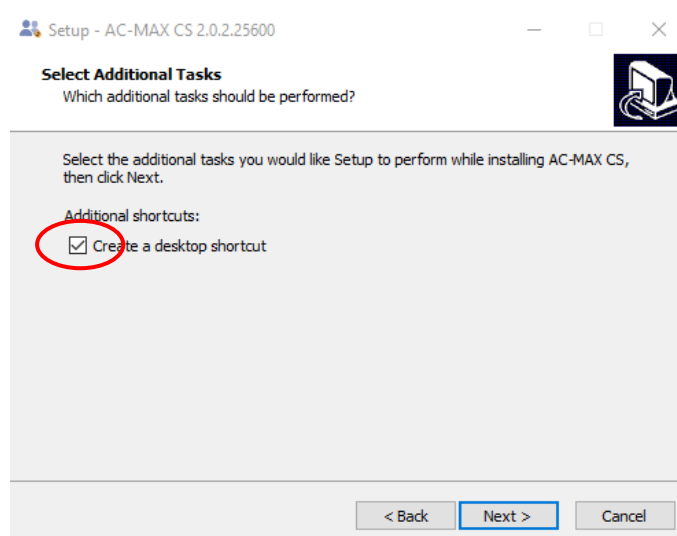 Setup - AC-MAX CS 2.0.2.25600
Select Additional Tasks
Which additional tasks should be performed?
Select the additional tasks you would like Setup to perform while installing AC-MAX CS,
then click Next.
Additional shortcuts:
Create a desktop shortcut
< Back Next > Cancel